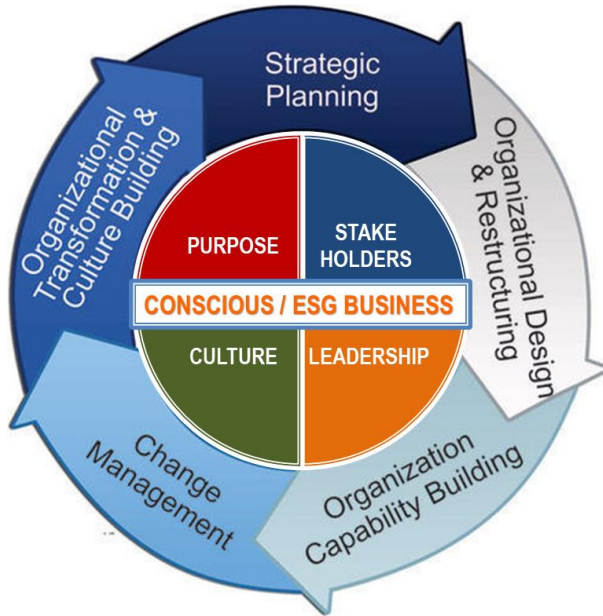 Strategic
Planning
Organizational Design
& Restructuring
Organization
Capability Building
Change
Management
Organizational
Transformation &
Culture Building
PURPOSE
STAKE
HOLDERS
CONSCIOUS / ESG BUSINESS
CULTURE
LEADERSHIP